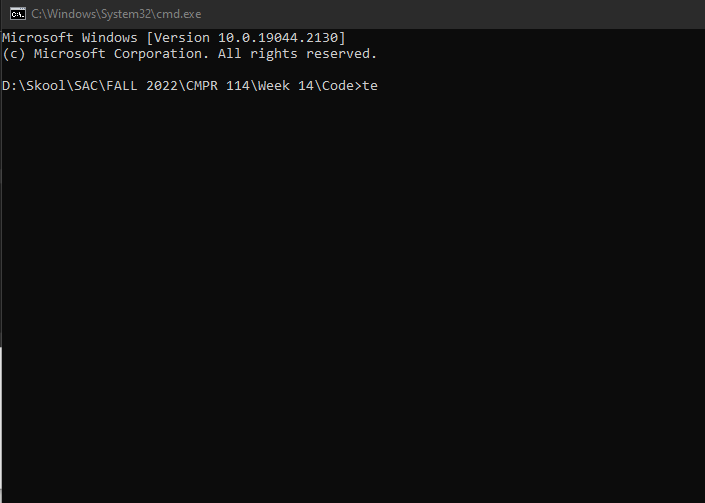 C:\Windows\System32\cmd.exe
Microsoft Windows [Version 10.0.19044.2130]
(c) Microsoft Corporation. All rights reserved.
D:\Skool\SAC\FALL 2022\CMPR 114\Week 14\Code>te